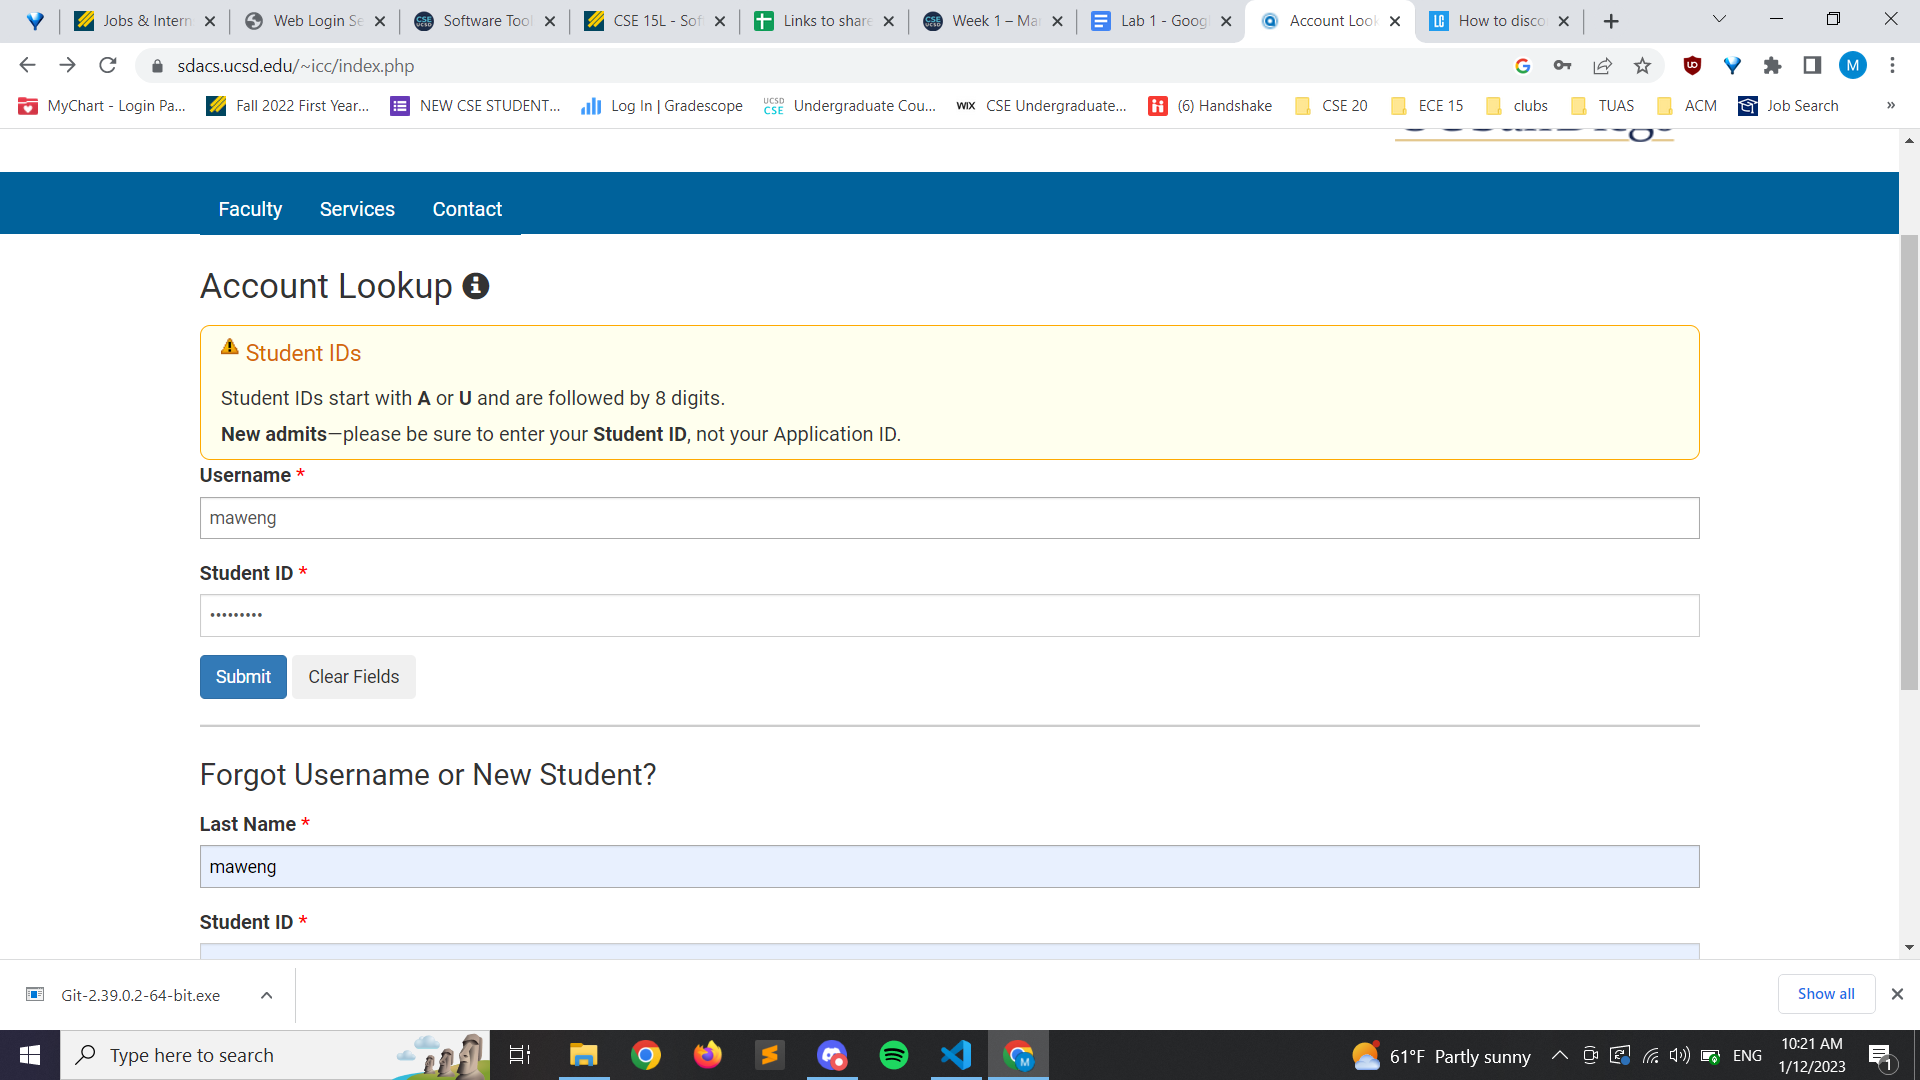 Jobs & Intern
Web Login Se
Software Tool
CSE 15L - Sof
Links to share
Week 1 – Ma
Lab 1 - Goog
Account Look
How to disco
sdacs.ucsd.edu/~icc/index.php
M
MyChart - Login Pa...
Fall 2022 First Year...
NEW CSE STUDENT...
Log In | Gradescope
UCSD CSE Undergraduate Cou...
WIX CSE Undergraduate...
(6) Handshake
CSE 20
ECE 15
clubs
TUAS
ACM
Job Search
»
Faculty
Services
Contact
Account Lookup
Student IDs
Student IDs start with A or U and are followed by 8 digits.
New admits—please be sure to enter your Student ID, not your Application ID.
Username *
maweng
Student ID *
•••••••••
Submit
Clear Fields
Forgot Username or New Student?
Last Name *
maweng
Student ID *
Git-2.39.0.2-64-bit.exe
Show all
Type here to search
61°F Partly sunny
ENG
10:21 AM
1/12/2023
1